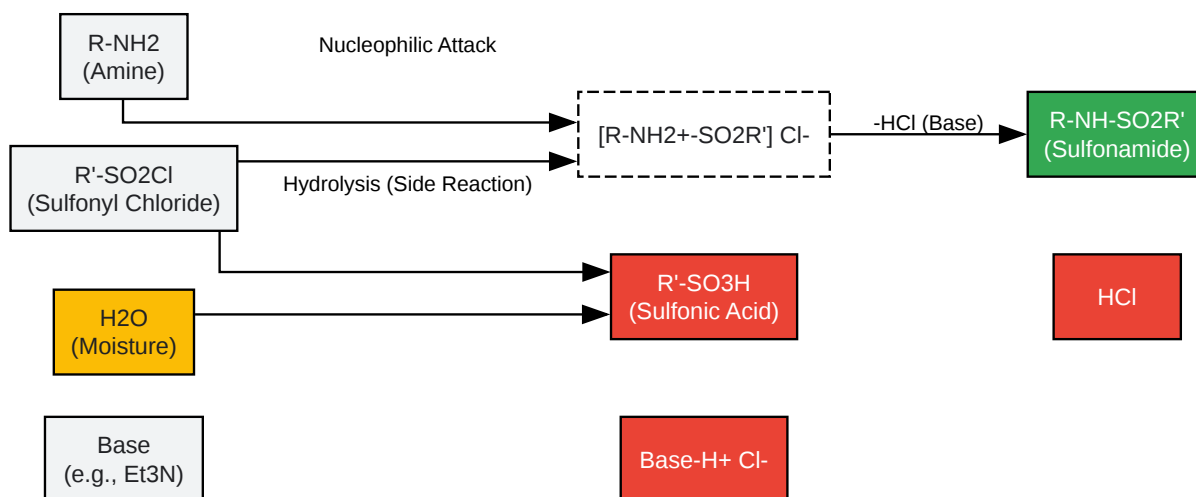 R-NH2
(Amine)
Nucleophilic Attack
[R-NH2+-SO2R'] Cl-
-HCl (Base)
R-NH-SO2R'
(Sulfonamide)
R'-SO2Cl
(Sulfonyl Chloride)
Hydrolysis (Side Reaction)
H2O
(Moisture)
R'-SO3H
(Sulfonic Acid)
HCl
Base
(e.g., Et3N)
Base-H+ Cl-